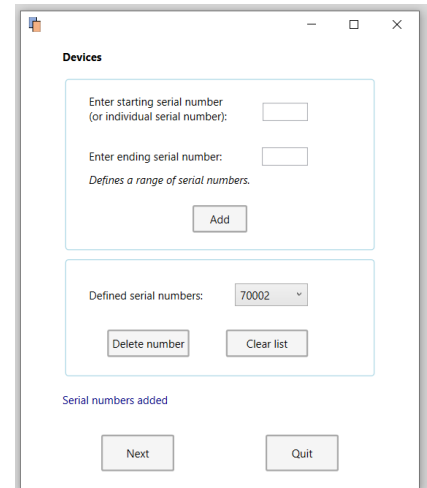 Devices
Enter starting serial number
(or individual serial number):
Enter ending serial number:
Defines a range of serial numbers.
Add
Defined serial numbers: 70002
Delete number Clear list
Serial numbers added
Next Quit